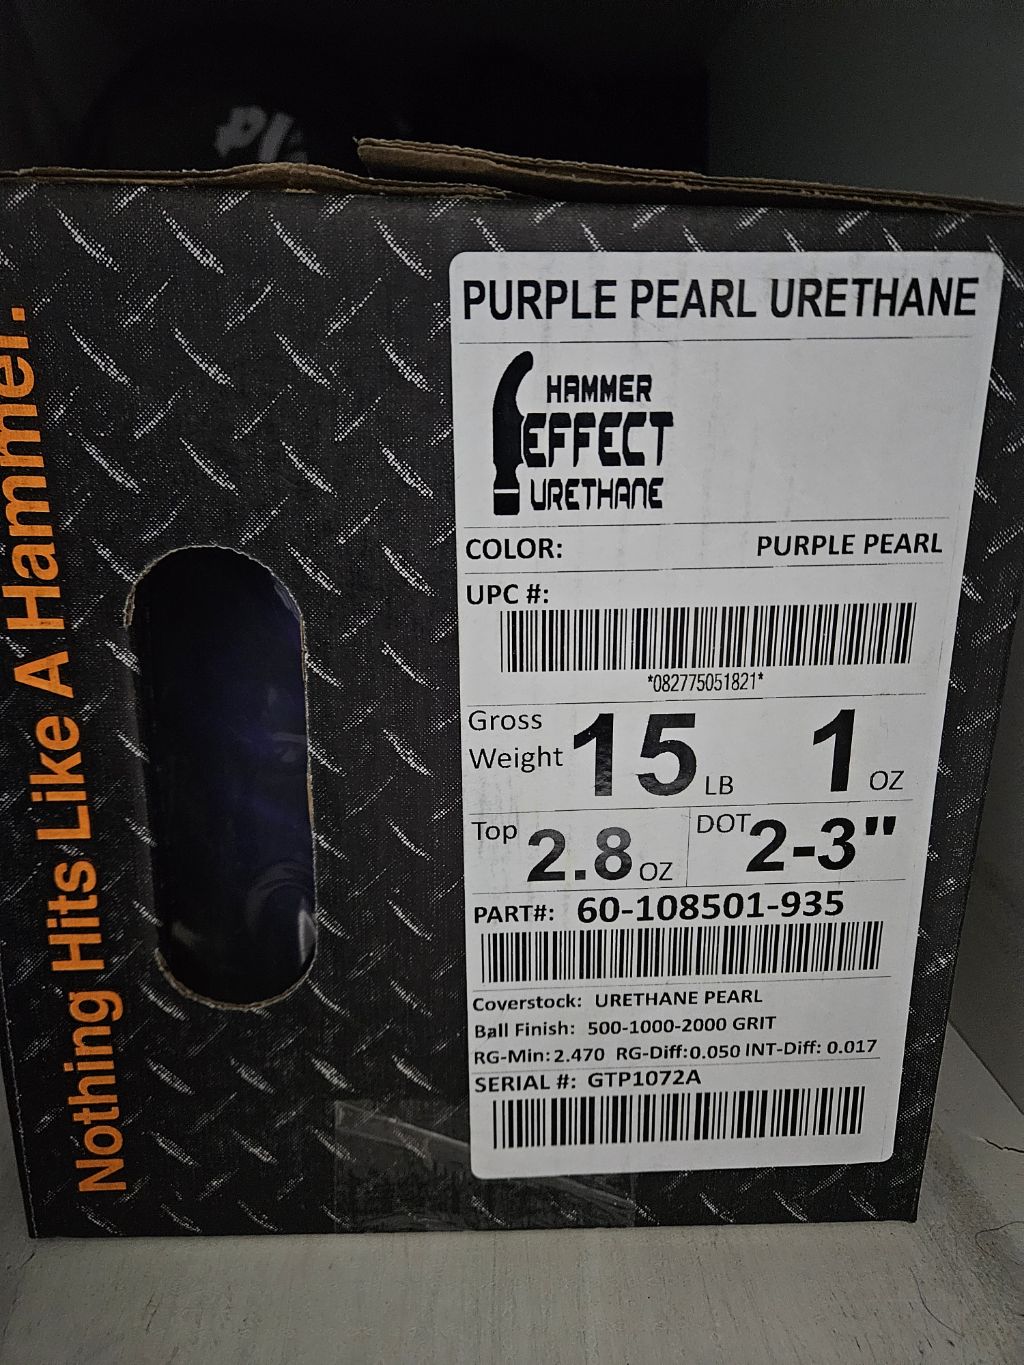 Nothing Hits Like A Hammer.
PURPLE PEARL URETHANE
HAMMER
EFFECT
URETHANE
COLOR: PURPLE PEARL
UPC #:
*082775051821*
Gross Weight 15 LB 1 OZ
Top 2.8 OZ DOT 2-3"
PART#: 60-108501-935
Coverstock: URETHANE PEARL
Ball Finish: 500-1000-2000 GRIT
RG-Min: 2.470 RG-Diff: 0.050 INT-Diff: 0.017
SERIAL #: GTP1072A